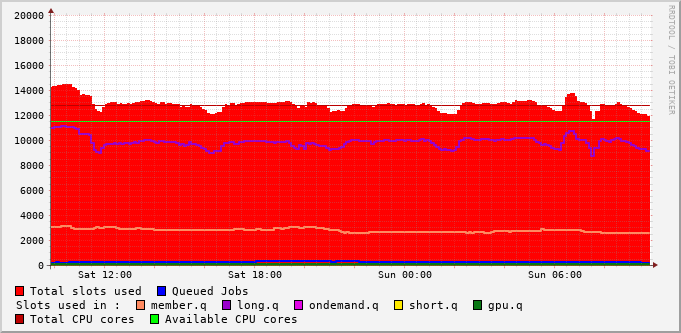 20000
18000
16000
14000
12000
10000
8000
6000
4000
2000
0
Sat 12:00 Sat 18:00 Sun 00:00 Sun 06:00
RRDTOOL / TOBI OETIKER
Total slots used Queued Jobs
Slots used in : member.q long.q ondemand.q short.q gpu.q
Total CPU cores Available CPU cores